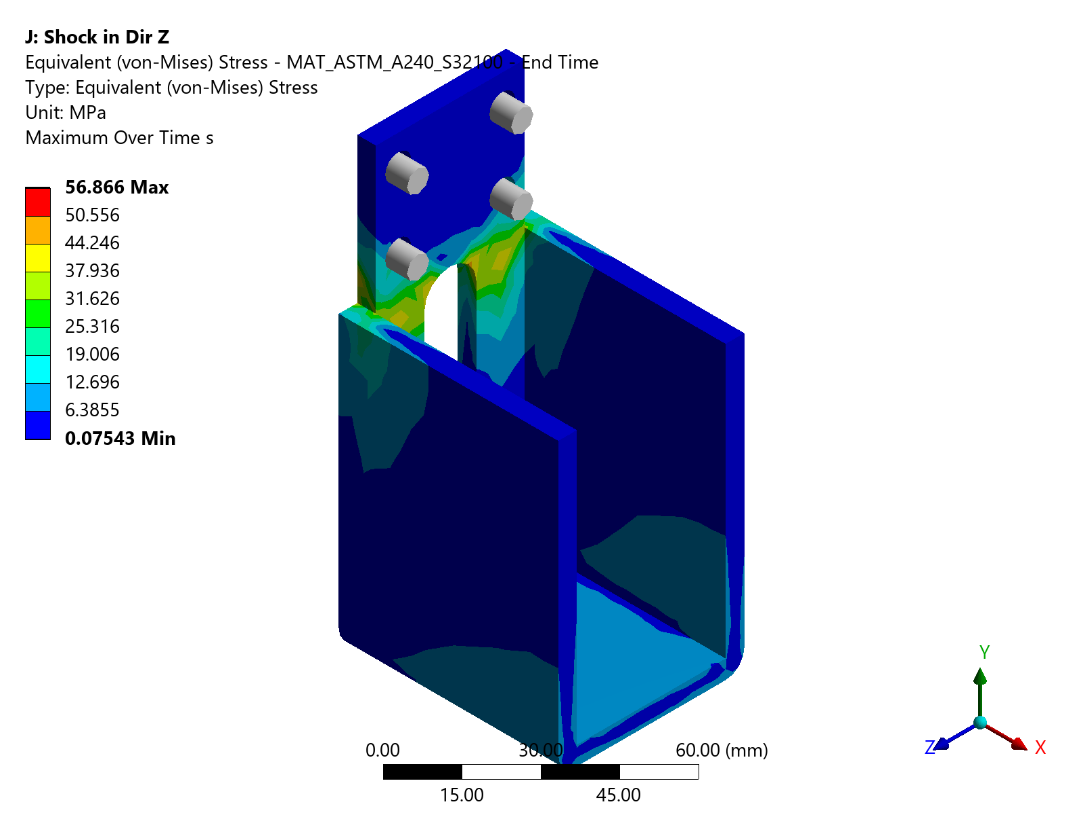 J: Shock in Dir Z
Equivalent (von-Mises) Stress - MAT_ASTM_A240_S32100 - End Time
Type: Equivalent (von-Mises) Stress
Unit: MPa
Maximum Over Time s
56.866 Max
50.556
44.246
37.936
31.626
25.316
19.006
12.696
6.3855
0.07543 Min
Y
Z
X
0.00 30.00 60.00 (mm)
15.00 45.00